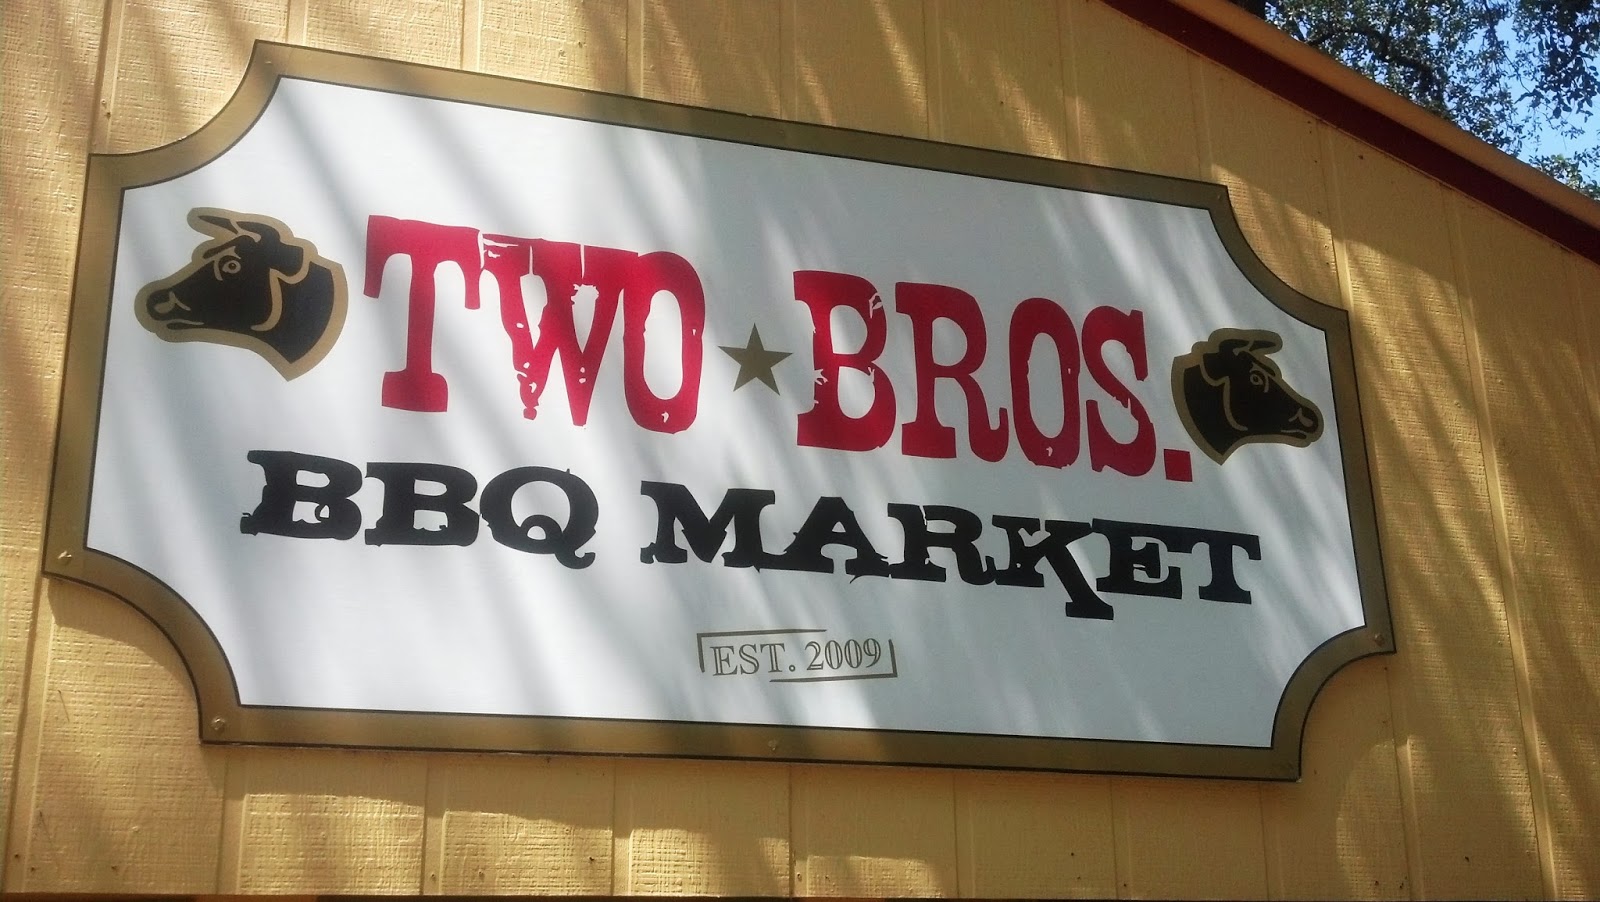 TWO BROS.
BBQ MARKET
EST. 2009